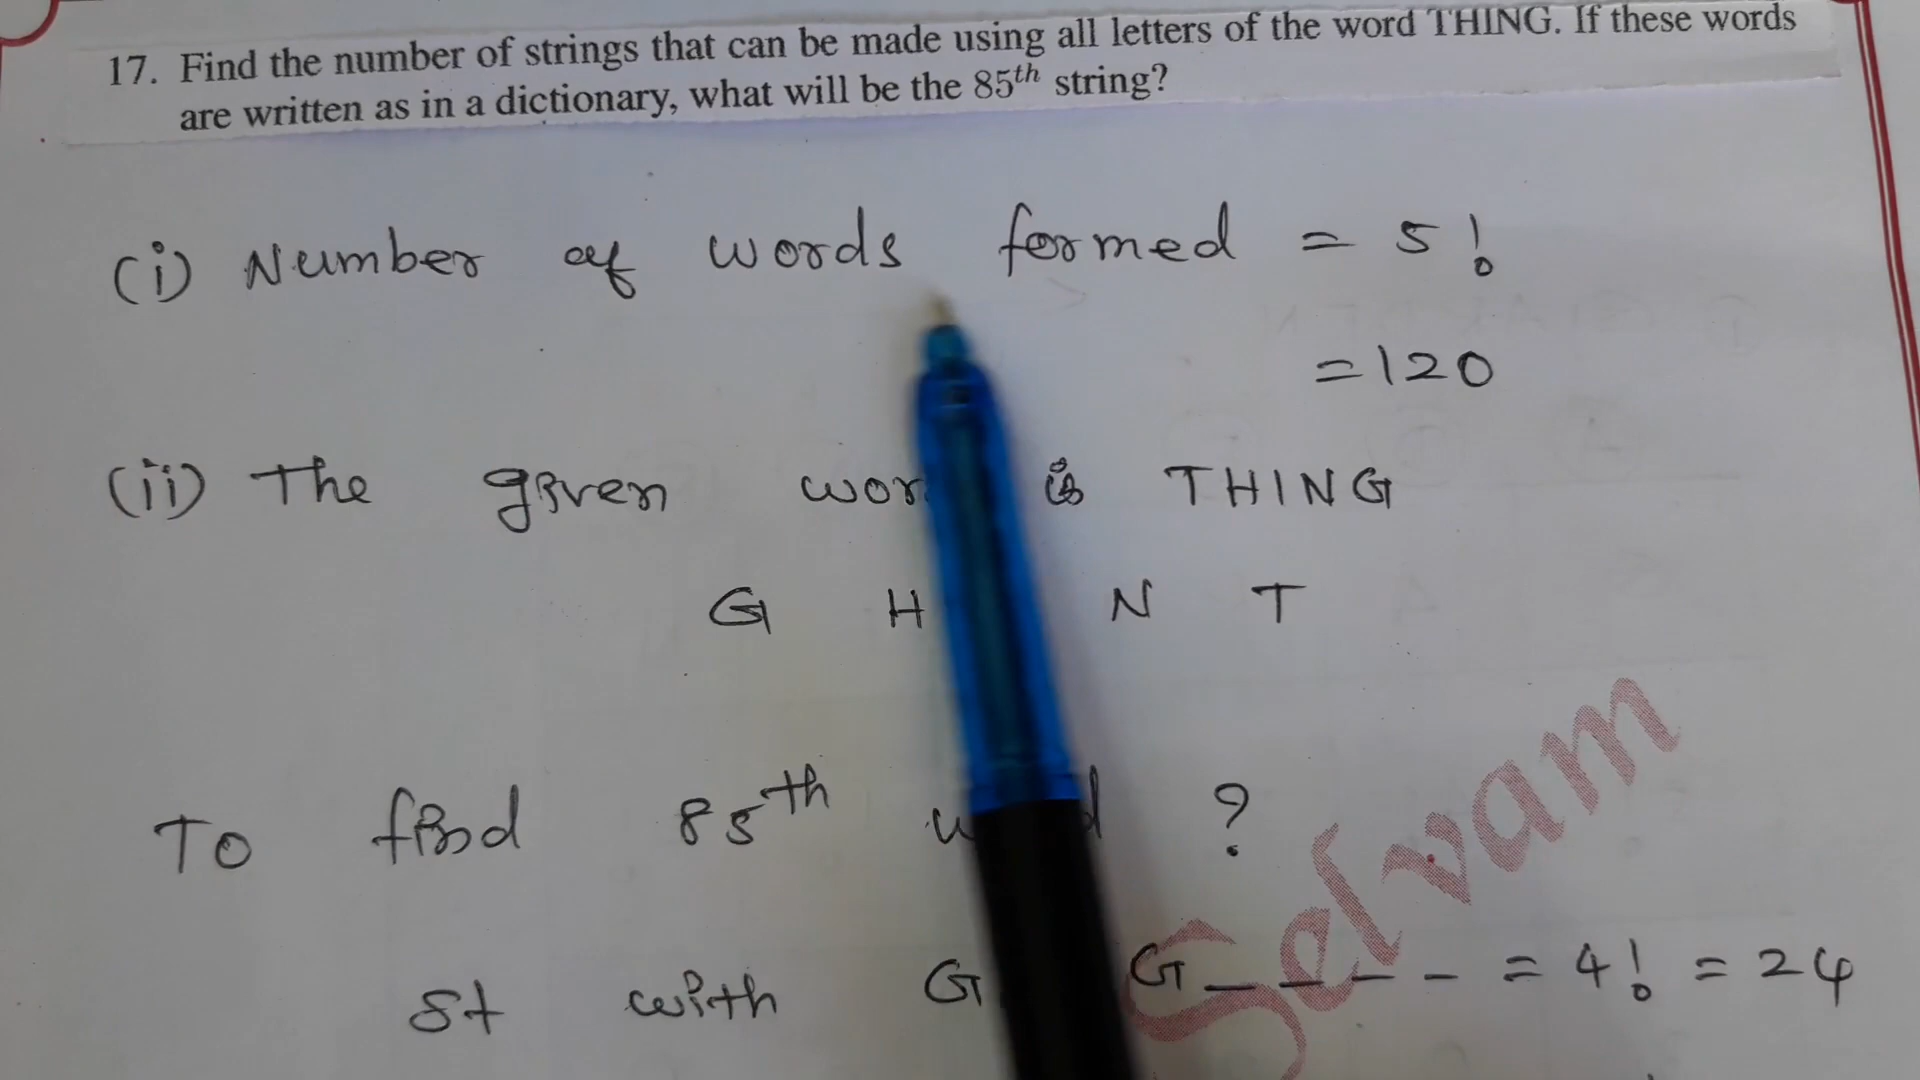 17. Find the number of strings that can be made using all letters of the word THING. If these words
are written as in a dictionary, what will be the 85th string?
(i) Number of words formed = 5!
= 120
(ii) The given wor is THING
G H N T
To find 85th ?
St with G G _ _ _ _ = 4! = 24
Selvam